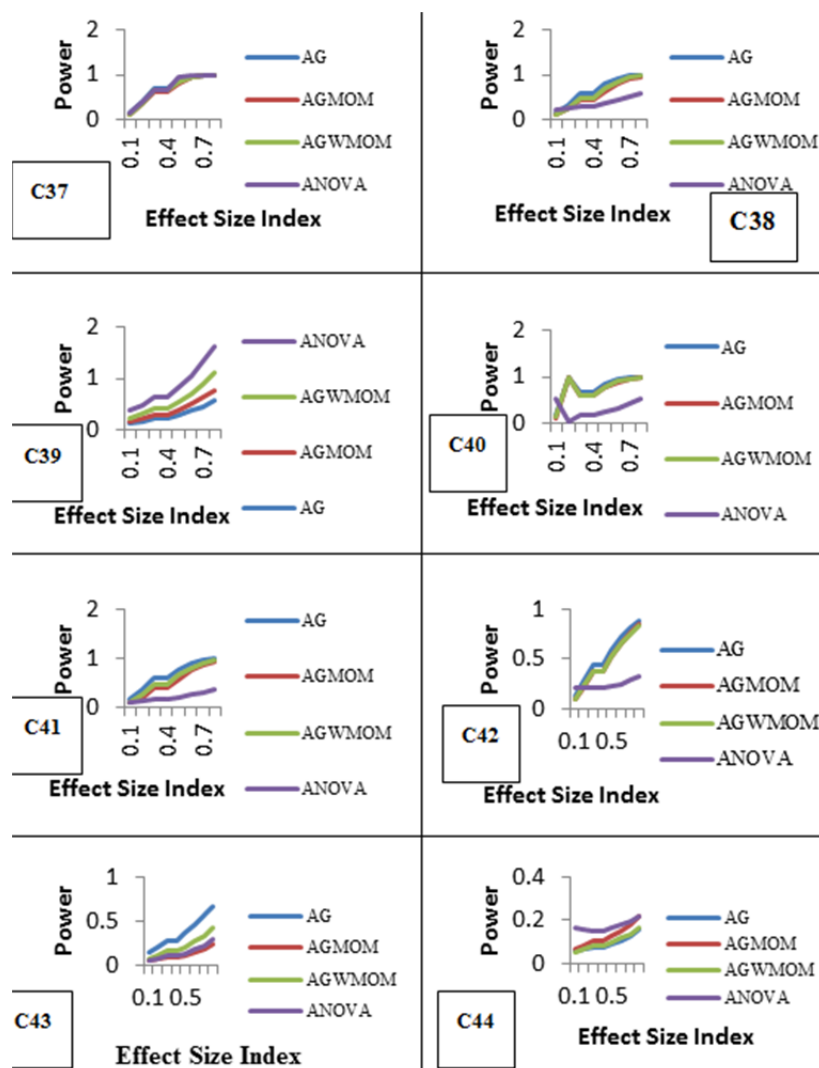 2
1
0
Power
0.1
0.4
0.7
Effect Size Index
AG
AGMOM
AGWMOM
ANOVA
C37
2
1
0
Power
0.1
0.4
0.7
Effect Size Index
AG
AGMOM
AGWMOM
ANOVA
C38
2
1
0
Power
0.1
0.4
0.7
Effect Size Index
ANOVA
AGWMOM
AGMOM
AG
C39
2
1
0
Power
0.1
0.4
0.7
Effect Size Index
AG
AGMOM
AGWMOM
ANOVA
C40
2
1
0
Power
0.1
0.4
0.7
Effect Size Index
AG
AGMOM
AGWMOM
ANOVA
C41
1
0.5
0
Power
0.1 0.5
Effect Size Index
AG
AGMOM
AGWMOM
ANOVA
C42
1
0.5
0
Power
0.1 0.5
Effect Size Index
AG
AGMOM
AGWMOM
ANOVA
C43
0.4
0.2
0
Power
0.1 0.5
Effect Size Index
AG
AGMOM
AGWMOM
ANOVA
C44